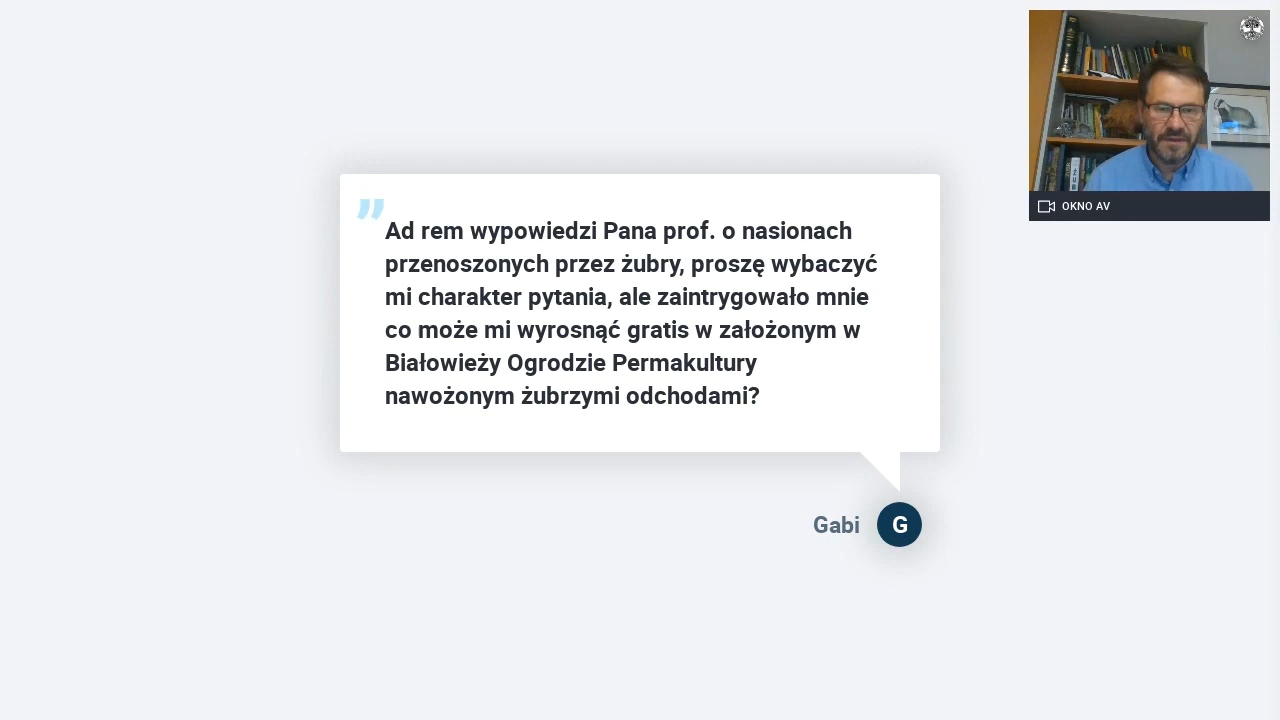 Ad rem wypowiedzi Pana prof. o nasionach
przenoszonych przez żubry, proszę wybaczyć
mi charakter pytania, ale zaintrygowało mnie
co może mi wyrosnąć gratis w założonym w
Białowieży Ogrodzie Permakultury
nawożonym żubrzymi odchodami?
Gabi
G
OKNO AV